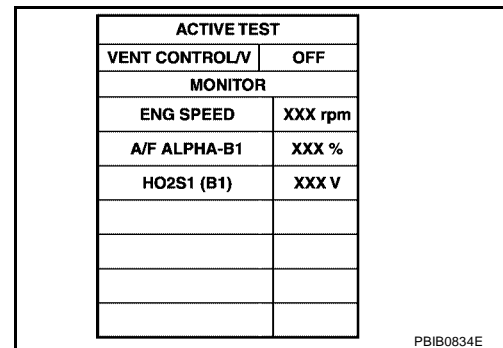 ACTIVE TEST
VENT CONTROL/V OFF
MONITOR
ENG SPEED XXX rpm
A/F ALPHA-B1 XXX %
HO2S1 (B1) XXX V
PBIB0834E